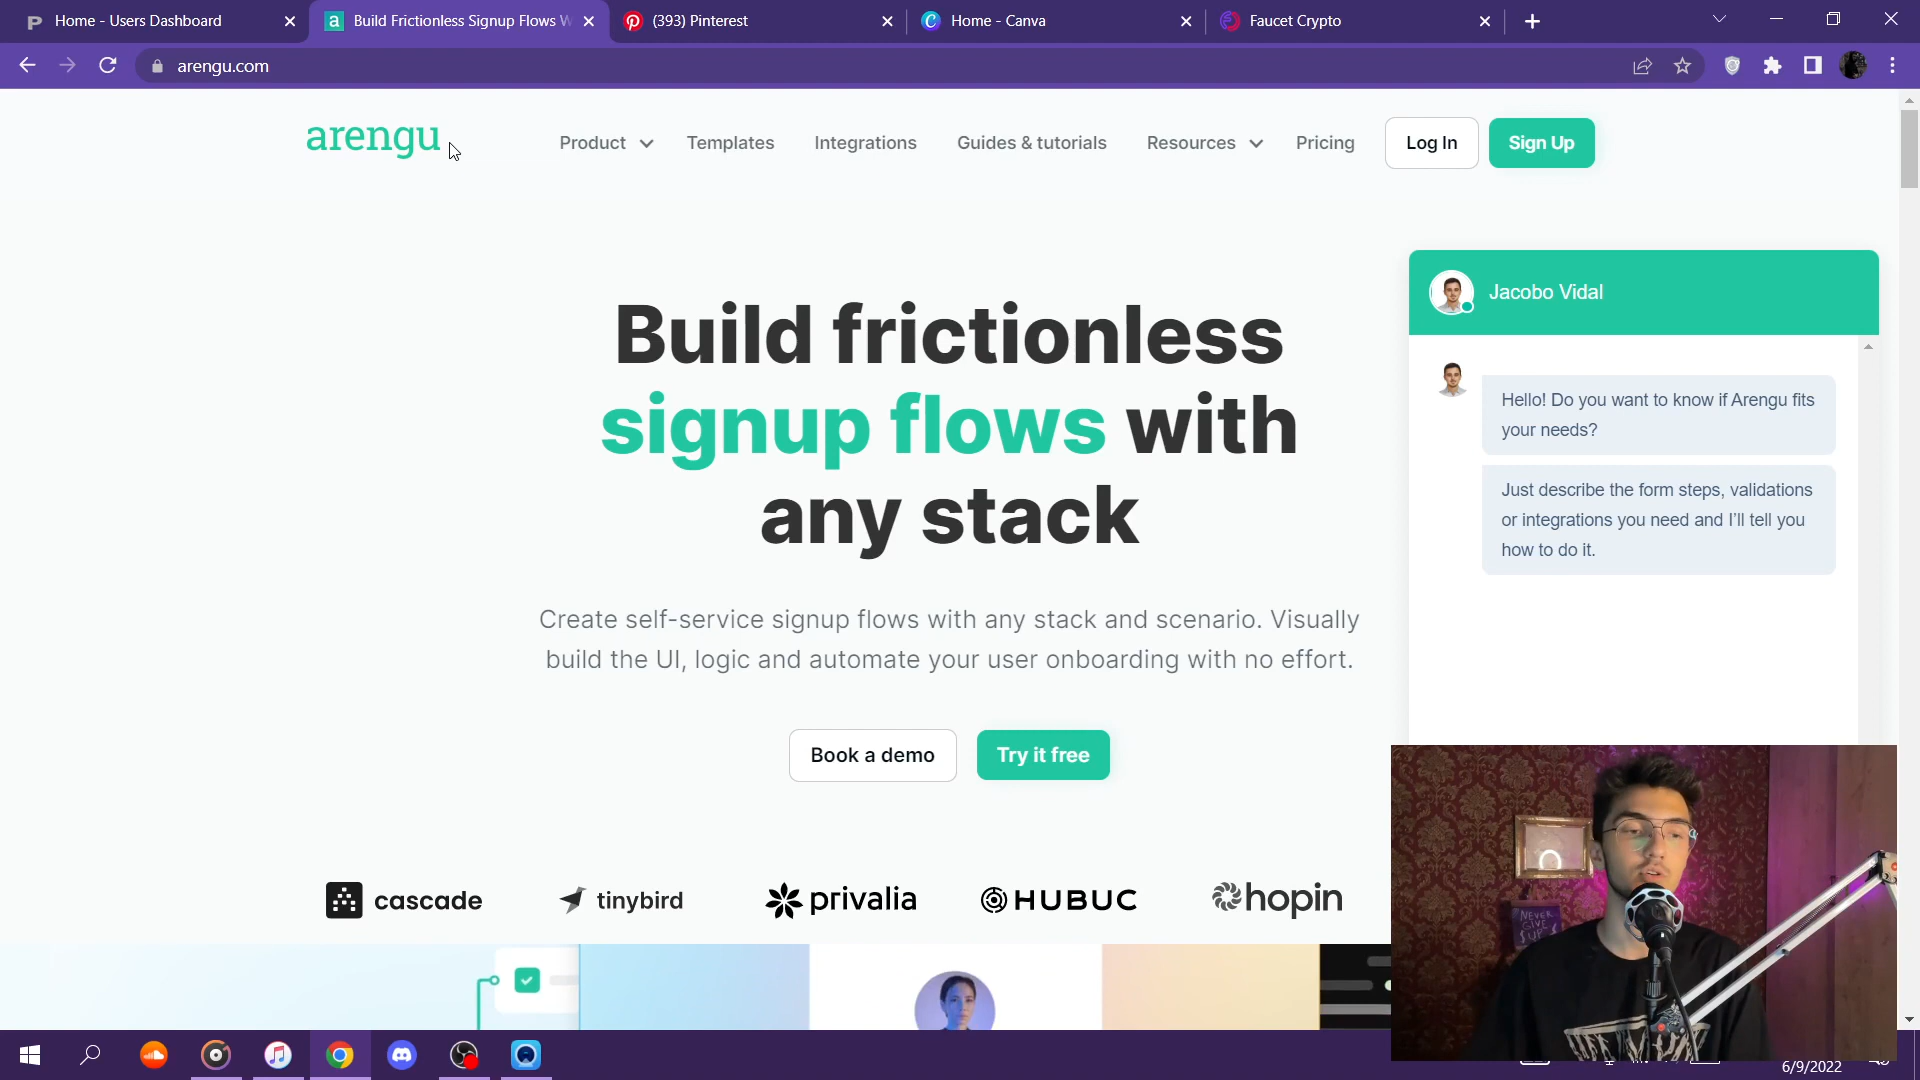 Home - Users Dashboard
a Build Frictionless Signup Flows W
(393) Pinterest
Home - Canva
Faucet Crypto
arengu.com
arengu
Product
Templates
Integrations
Guides & tutorials
Resources
Pricing
Log In
Sign Up
Build frictionless
signup flows with
any stack
Create self-service signup flows with any stack and scenario. Visually
build the UI, logic and automate your user onboarding with no effort.
Book a demo
Try it free
cascade
tinybird
privalia
HUBUC
hopin
Jacobo Vidal
Hello! Do you want to know if Arengu fits
your needs?
Just describe the form steps, validations
or integrations you need and I'll tell you
how to do it.
NEVER
GIVE
6/9/2022